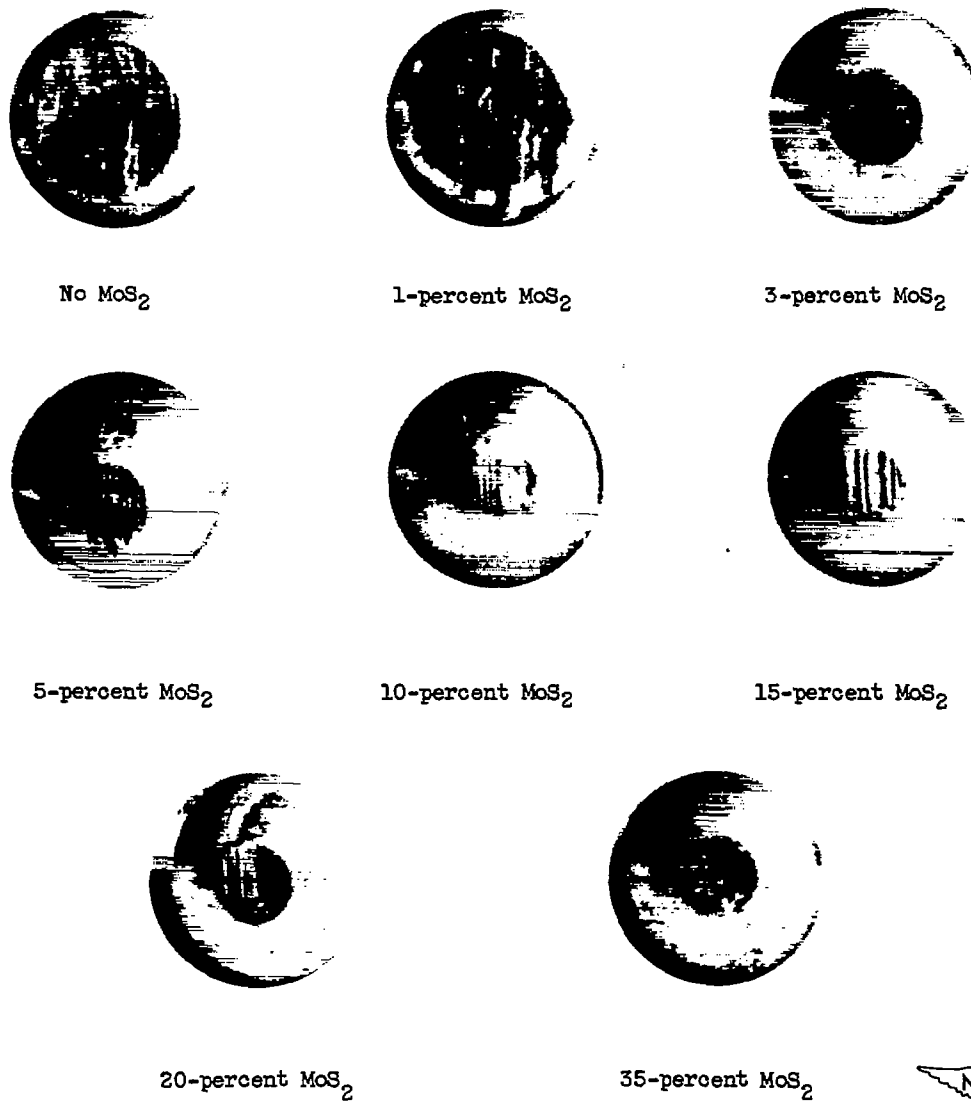 No MoS₂
1-percent MoS₂
3-percent MoS₂
5-percent MoS₂
10-percent MoS₂
15-percent MoS₂
20-percent MoS₂
35-percent MoS₂